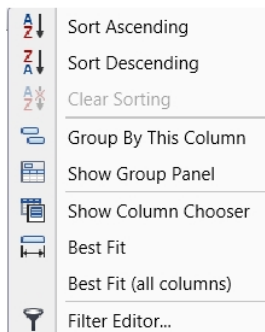 Sort Ascending
Sort Descending
Clear Sorting
Group By This Column
Show Group Panel
Show Column Chooser
Best Fit
Best Fit (all columns)
Filter Editor...